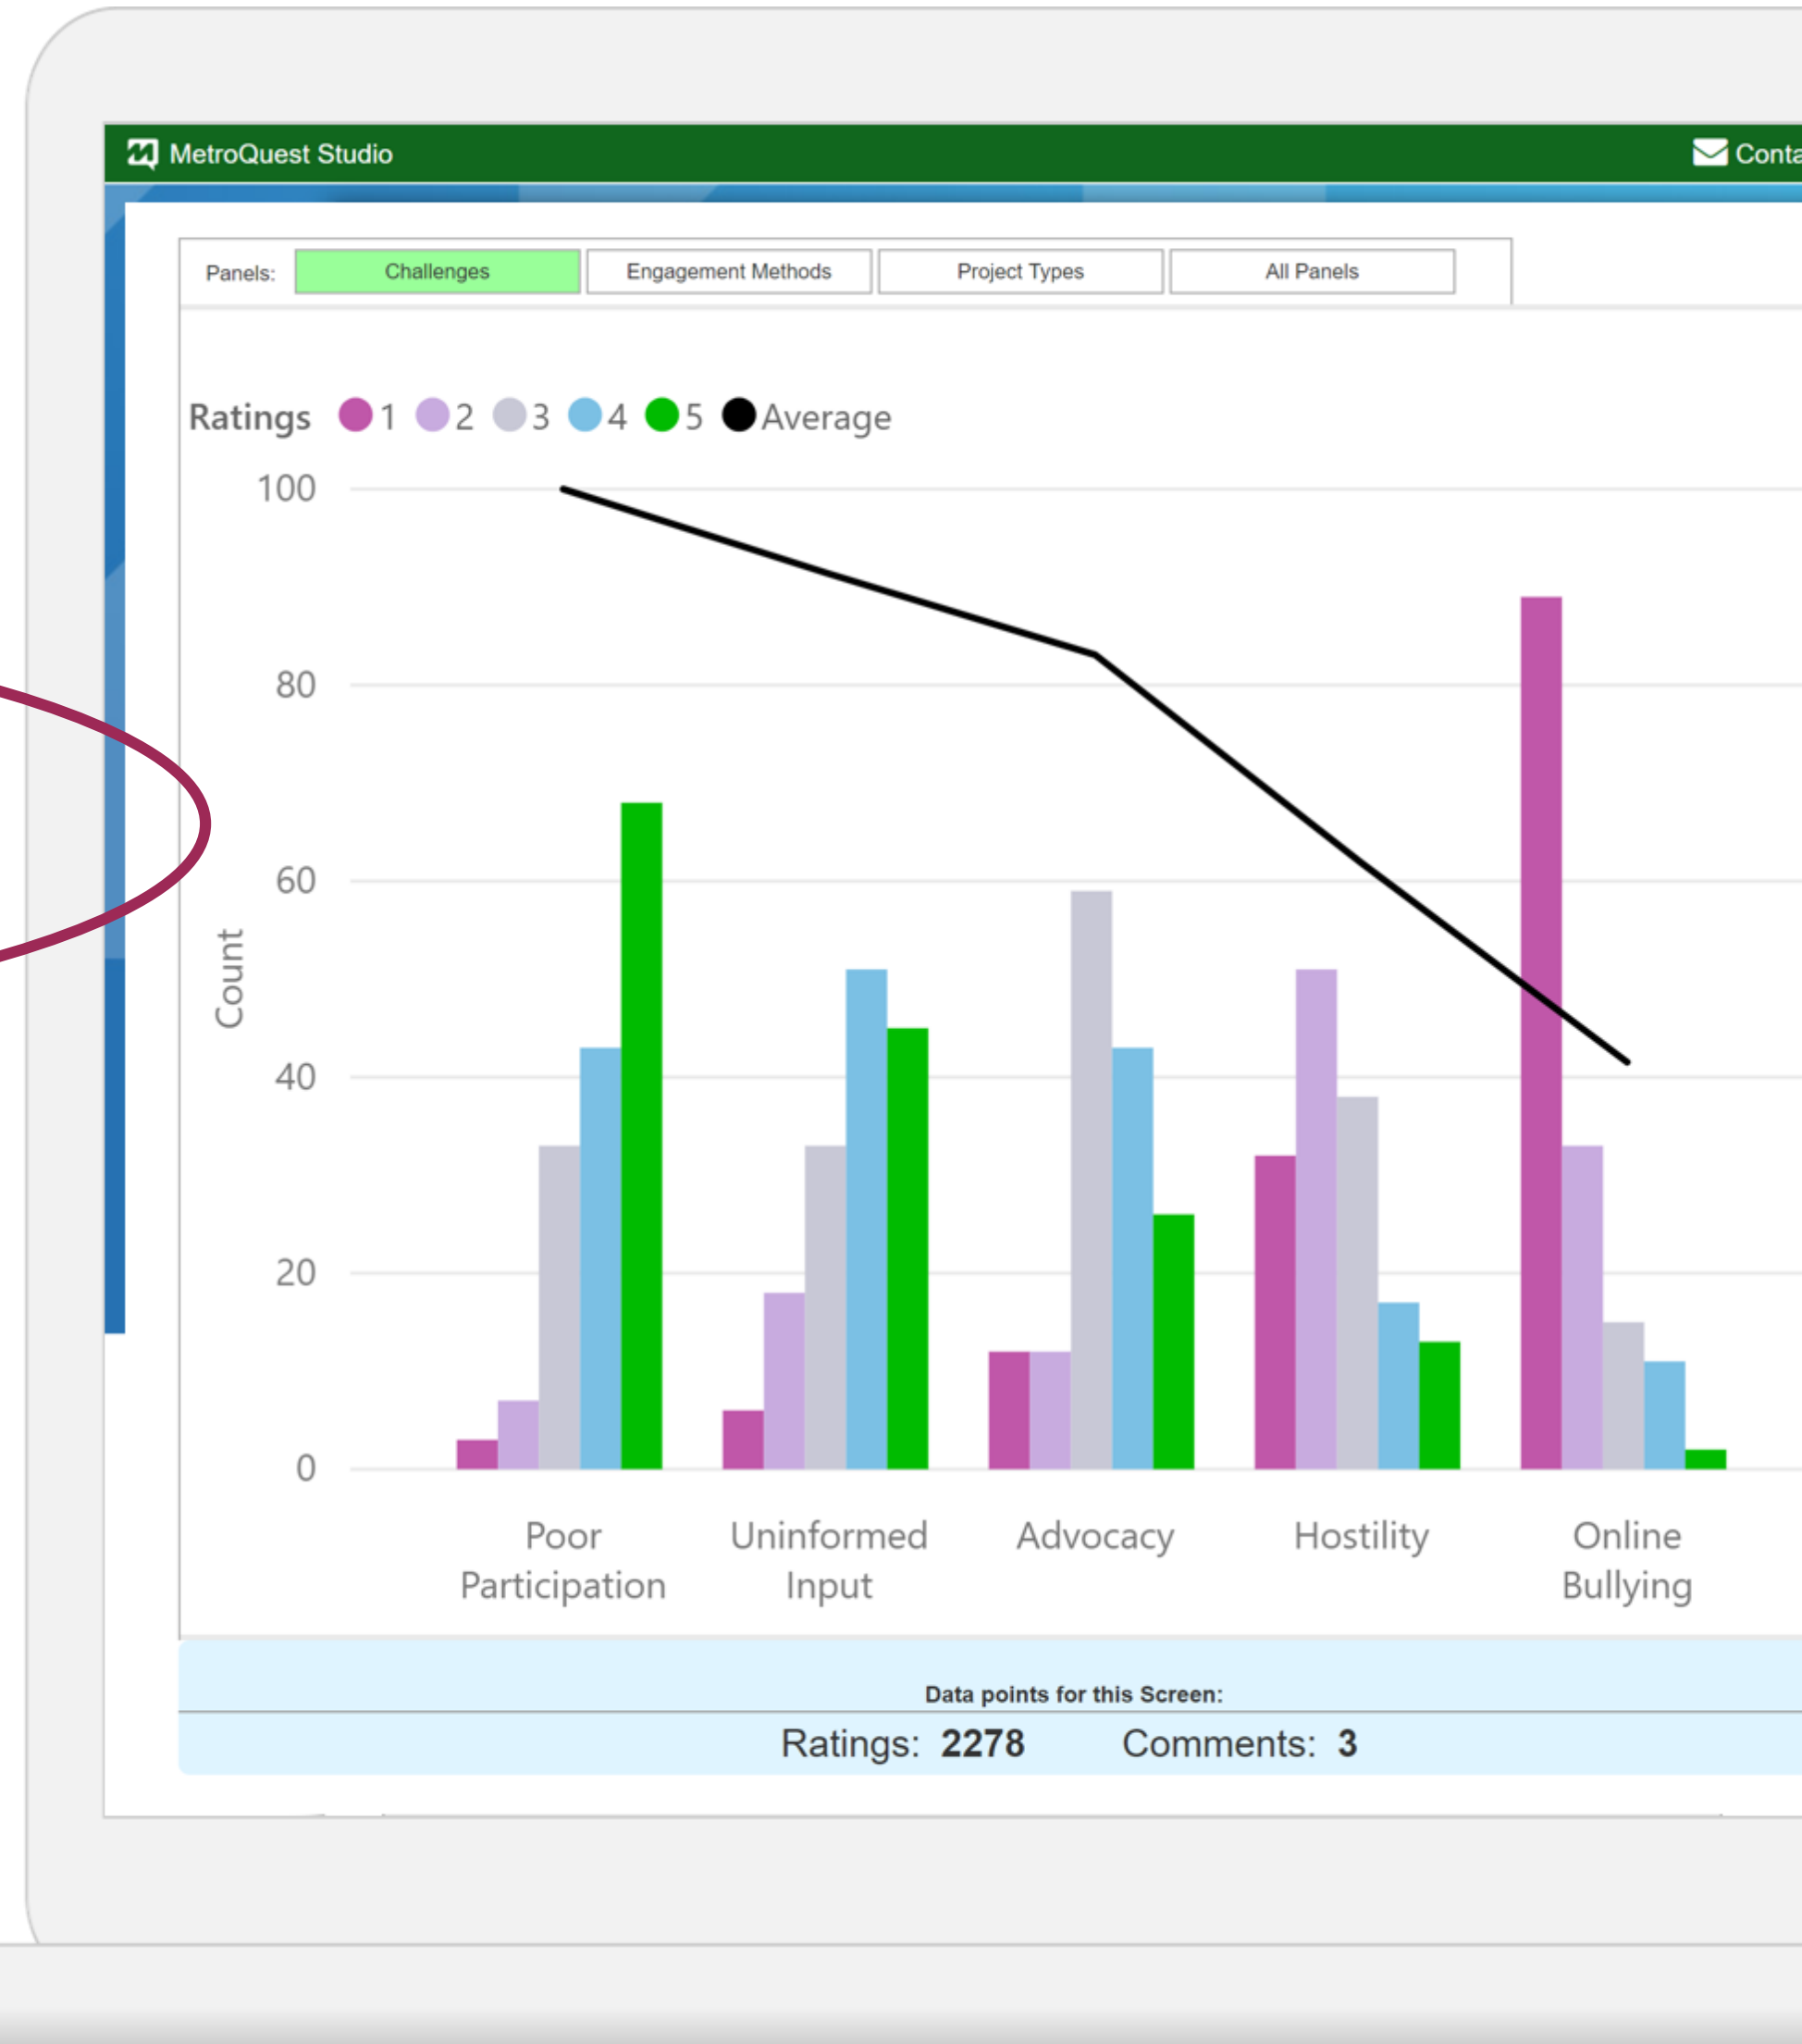 MetroQuest Studio
Panels: Challenges Engagement Methods Project Types All Panels
Ratings 1 2 3 4 5 Average
100
80
60
40
20
0
Count
Poor Participation
Uninformed Input
Advocacy
Hostility
Online Bullying
Data points for this Screen:
Ratings: 2278 Comments: 3